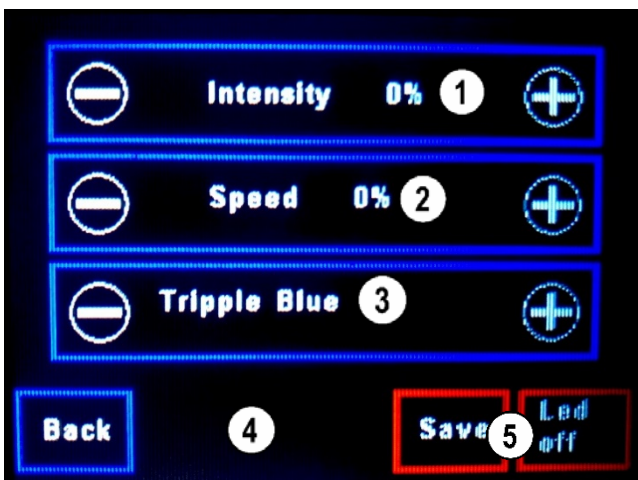 Intensity 0% 1
Speed 0% 2
Tripple Blue 3
Back 4 Save 5 Led
off